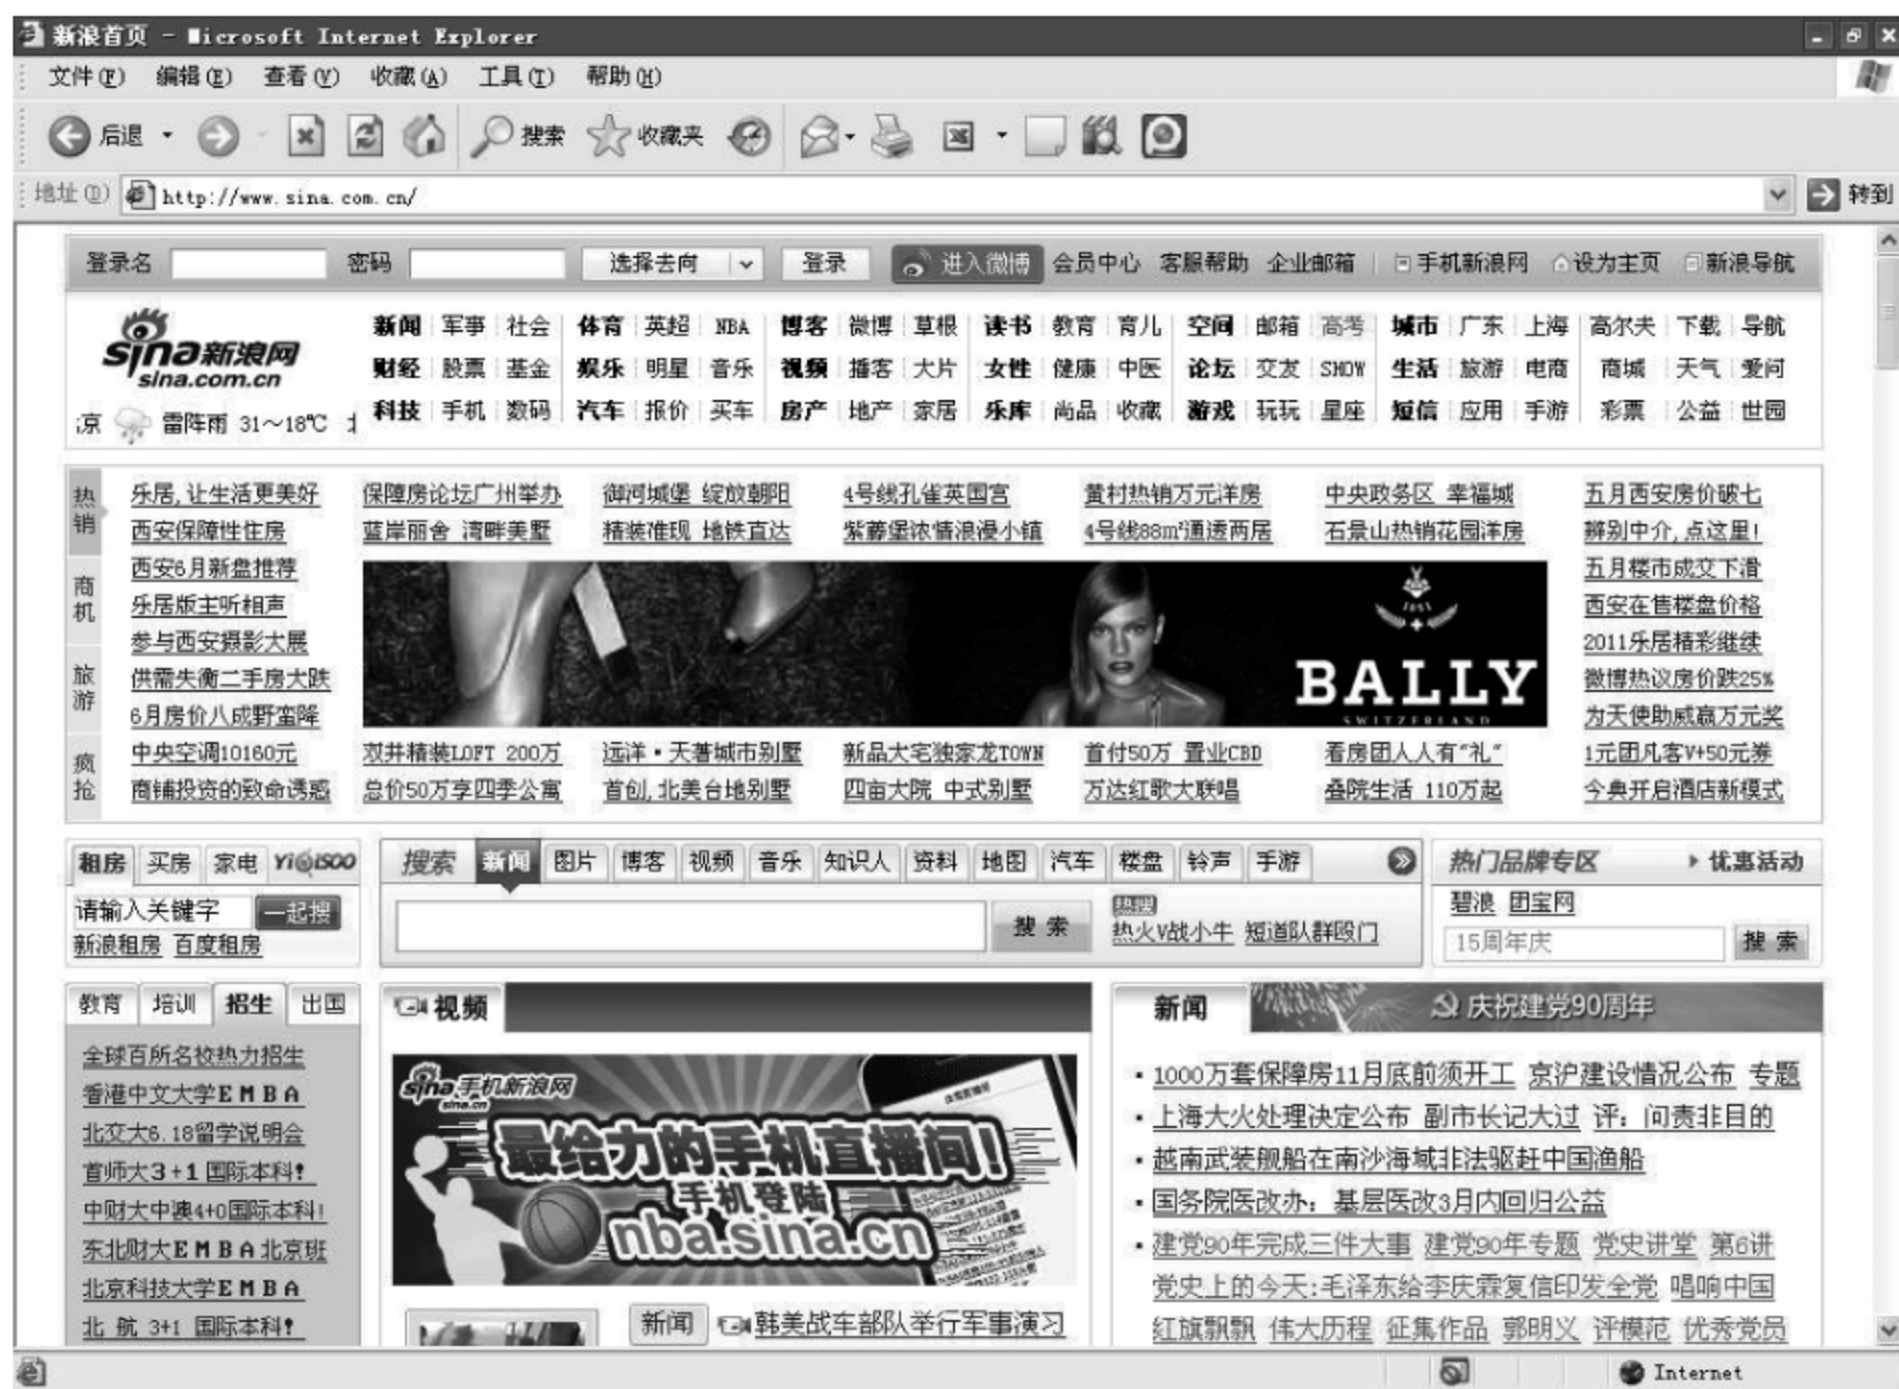 新浪首页 - Microsoft Internet Explorer
文件(F) 编辑(E) 查看(V) 收藏(A) 工具(T) 帮助(H)
后退 搜索 收藏夹
地址(D) http://www.sina.com.cn/ 转到
登录名 密码 选择去向 登录 进入微博 会员中心 客服帮助 企业邮箱 手机新浪网 设为主页 新浪导航
sina新浪网
sina.com.cn
京 雷阵雨 31～18℃
新闻 军事 社会 体育 英超 NBA 博客 微博 草根 读书 教育 育儿 空间 邮箱 高考 城市 广东 上海 高尔夫 下载 导航
财经 股票 基金 娱乐 明星 音乐 视频 播客 大片 女性 健康 中医 论坛 交友 SHOW 生活 旅游 电商 商城 天气 爱问
科技 手机 数码 汽车 报价 买车 房产 地产 家居 乐库 尚品 收藏 游戏 玩玩 星座 短信 应用 手游 彩票 公益 世园
热销
商机
旅游
疯抢
乐居,让生活更美好 保障房论坛广州举办 御河城堡 绽放朝阳 4号线孔雀英国宫 黄村热销万元洋房 中央政务区 幸福城 五月西安房价破七
西安保障性住房 蓝岸丽舍 湾畔美墅 精装准现 地铁直达 紫藤堡浓情浪漫小镇 4号线88m²通透两居 石景山热销花园洋房 辨别中介,点这里!
西安6月新盘推荐 五月楼市成交下滑
乐居版主听相声 西安在售楼盘价格
参与西安摄影大展 2011乐居精彩继续
供需失衡二手房大跌 微博热议房价跌25%
6月房价八成野蛮降 为天使助威赢万元奖
1851
BALLY
SWITZERLAND
中央空调10160元 双井精装LOFT 200万 远洋·天著城市别墅 新品大宅独家龙TOWN 首付50万 置业CBD 看房团人人有"礼" 1元团凡客V+50元券
商铺投资的致命诱惑 总价50万享四季公寓 首创,北美台地别墅 四亩大院 中式别墅 万达红歌大联唱 叠院生活 110万起 今典开启酒店新模式
租房 买房 家电 YiQiSOO
请输入关键字 一起搜
新浪租房 百度租房
搜索 新闻 图片 博客 视频 音乐 知识人 资料 地图 汽车 楼盘 铃声 手游
搜 索
热搜
热火V战小牛 短道队群殴门
热门品牌专区 优惠活动
碧浪 团宝网
15周年庆 搜 索
教育 培训 招生 出国
全球百所名校热力招生
香港中文大学EMBA
北交大6.18留学说明会
首师大3+1国际本科!
中财大中澳4+0国际本科!
东北财大EMBA北京班
北京科技大学EMBA
北 航 3+1 国际本科!
视频
sina手机新浪网
sina.cn
最给力的手机直播间!
手机登陆
nba.sina.cn
新闻 韩美战车部队举行军事演习
新闻 庆祝建党90周年
1000万套保障房11月底前须开工 京沪建设情况公布 专题
上海大火处理决定公布 副市长记大过 评：问责非目的
越南武装舰船在南沙海域非法驱赶中国渔船
国务院医改办：基层医改3月内回归公益
建党90年完成三件大事 建党90年专题 党史讲堂 第6讲
党史上的今天:毛泽东给李庆霖复信印发全党 唱响中国
红旗飘飘 伟大历程 征集作品 郭明义 评模范 优秀党员
Internet